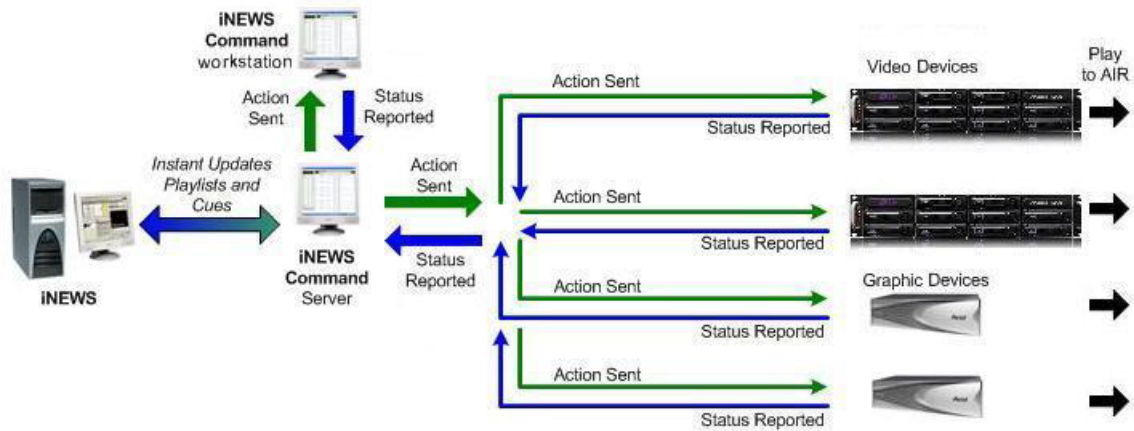 iNEWS
Command
workstation
Action
Sent
Status
Reported
Instant Updates
Playlists and
Cues
iNEWS
iNEWS
Command
Server
Action
Sent
Status
Reported
Action Sent
Status Reported
Action Sent
Status Reported
Action Sent
Status Reported
Action Sent
Status Reported
Video Devices
Graphic Devices
Avid
Avid
Play
to AIR